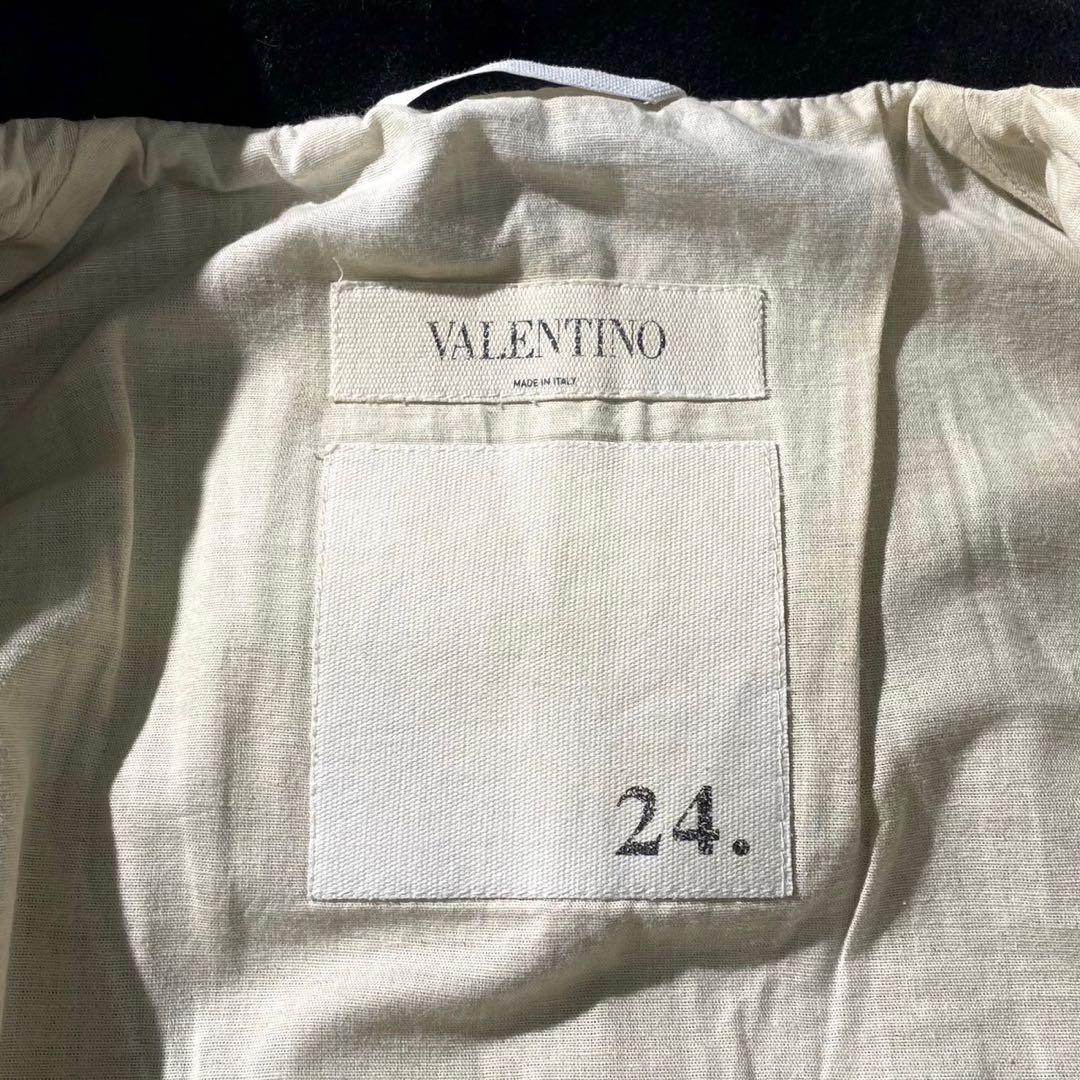 VALENTINO
MADE IN ITALY
24.